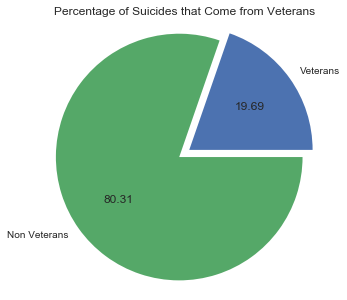 Percentage of Suicides that Come from Veterans
Veterans
19.69
80.31
Non Veterans